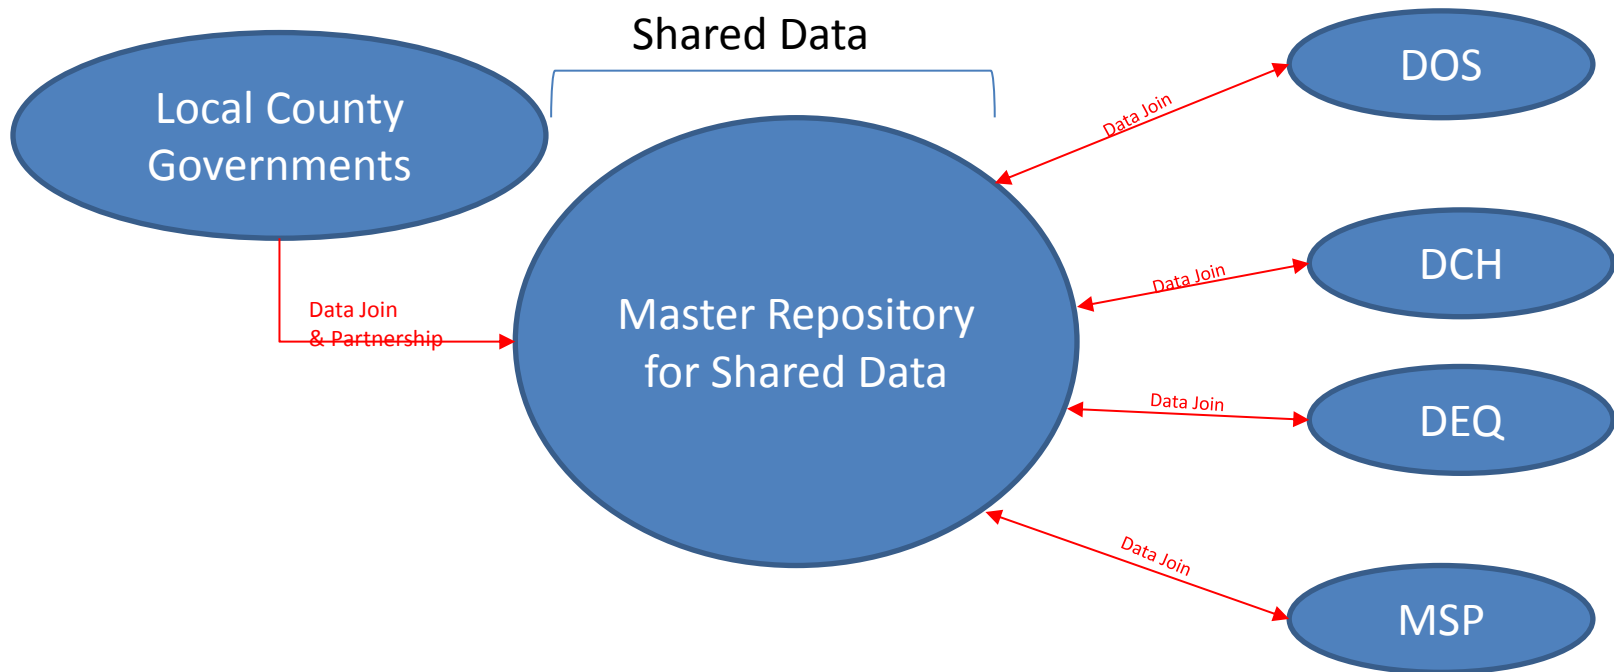 Shared Data
Local County
Governments
Data Join
& Partnership
Master Repository
for Shared Data
Data Join
DOS
Data Join
DCH
Data Join
DEQ
Data Join
MSP